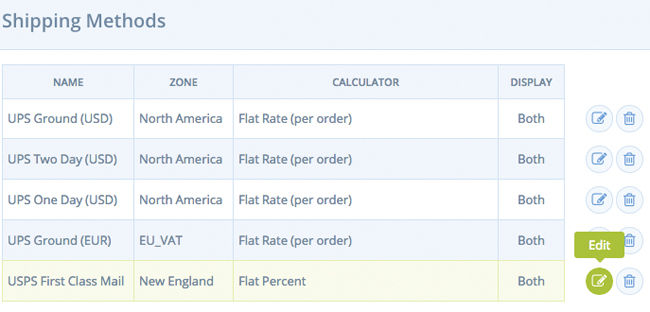 Shipping Methods
NAME ZONE CALCULATOR DISPLAY
UPS Ground (USD) North America Flat Rate (per order) Both
UPS Two Day (USD) North America Flat Rate (per order) Both
UPS One Day (USD) North America Flat Rate (per order) Both
UPS Ground (EUR) EU_VAT Flat Rate (per order) Both
Edit
USPS First Class Mail New England Flat Percent Both